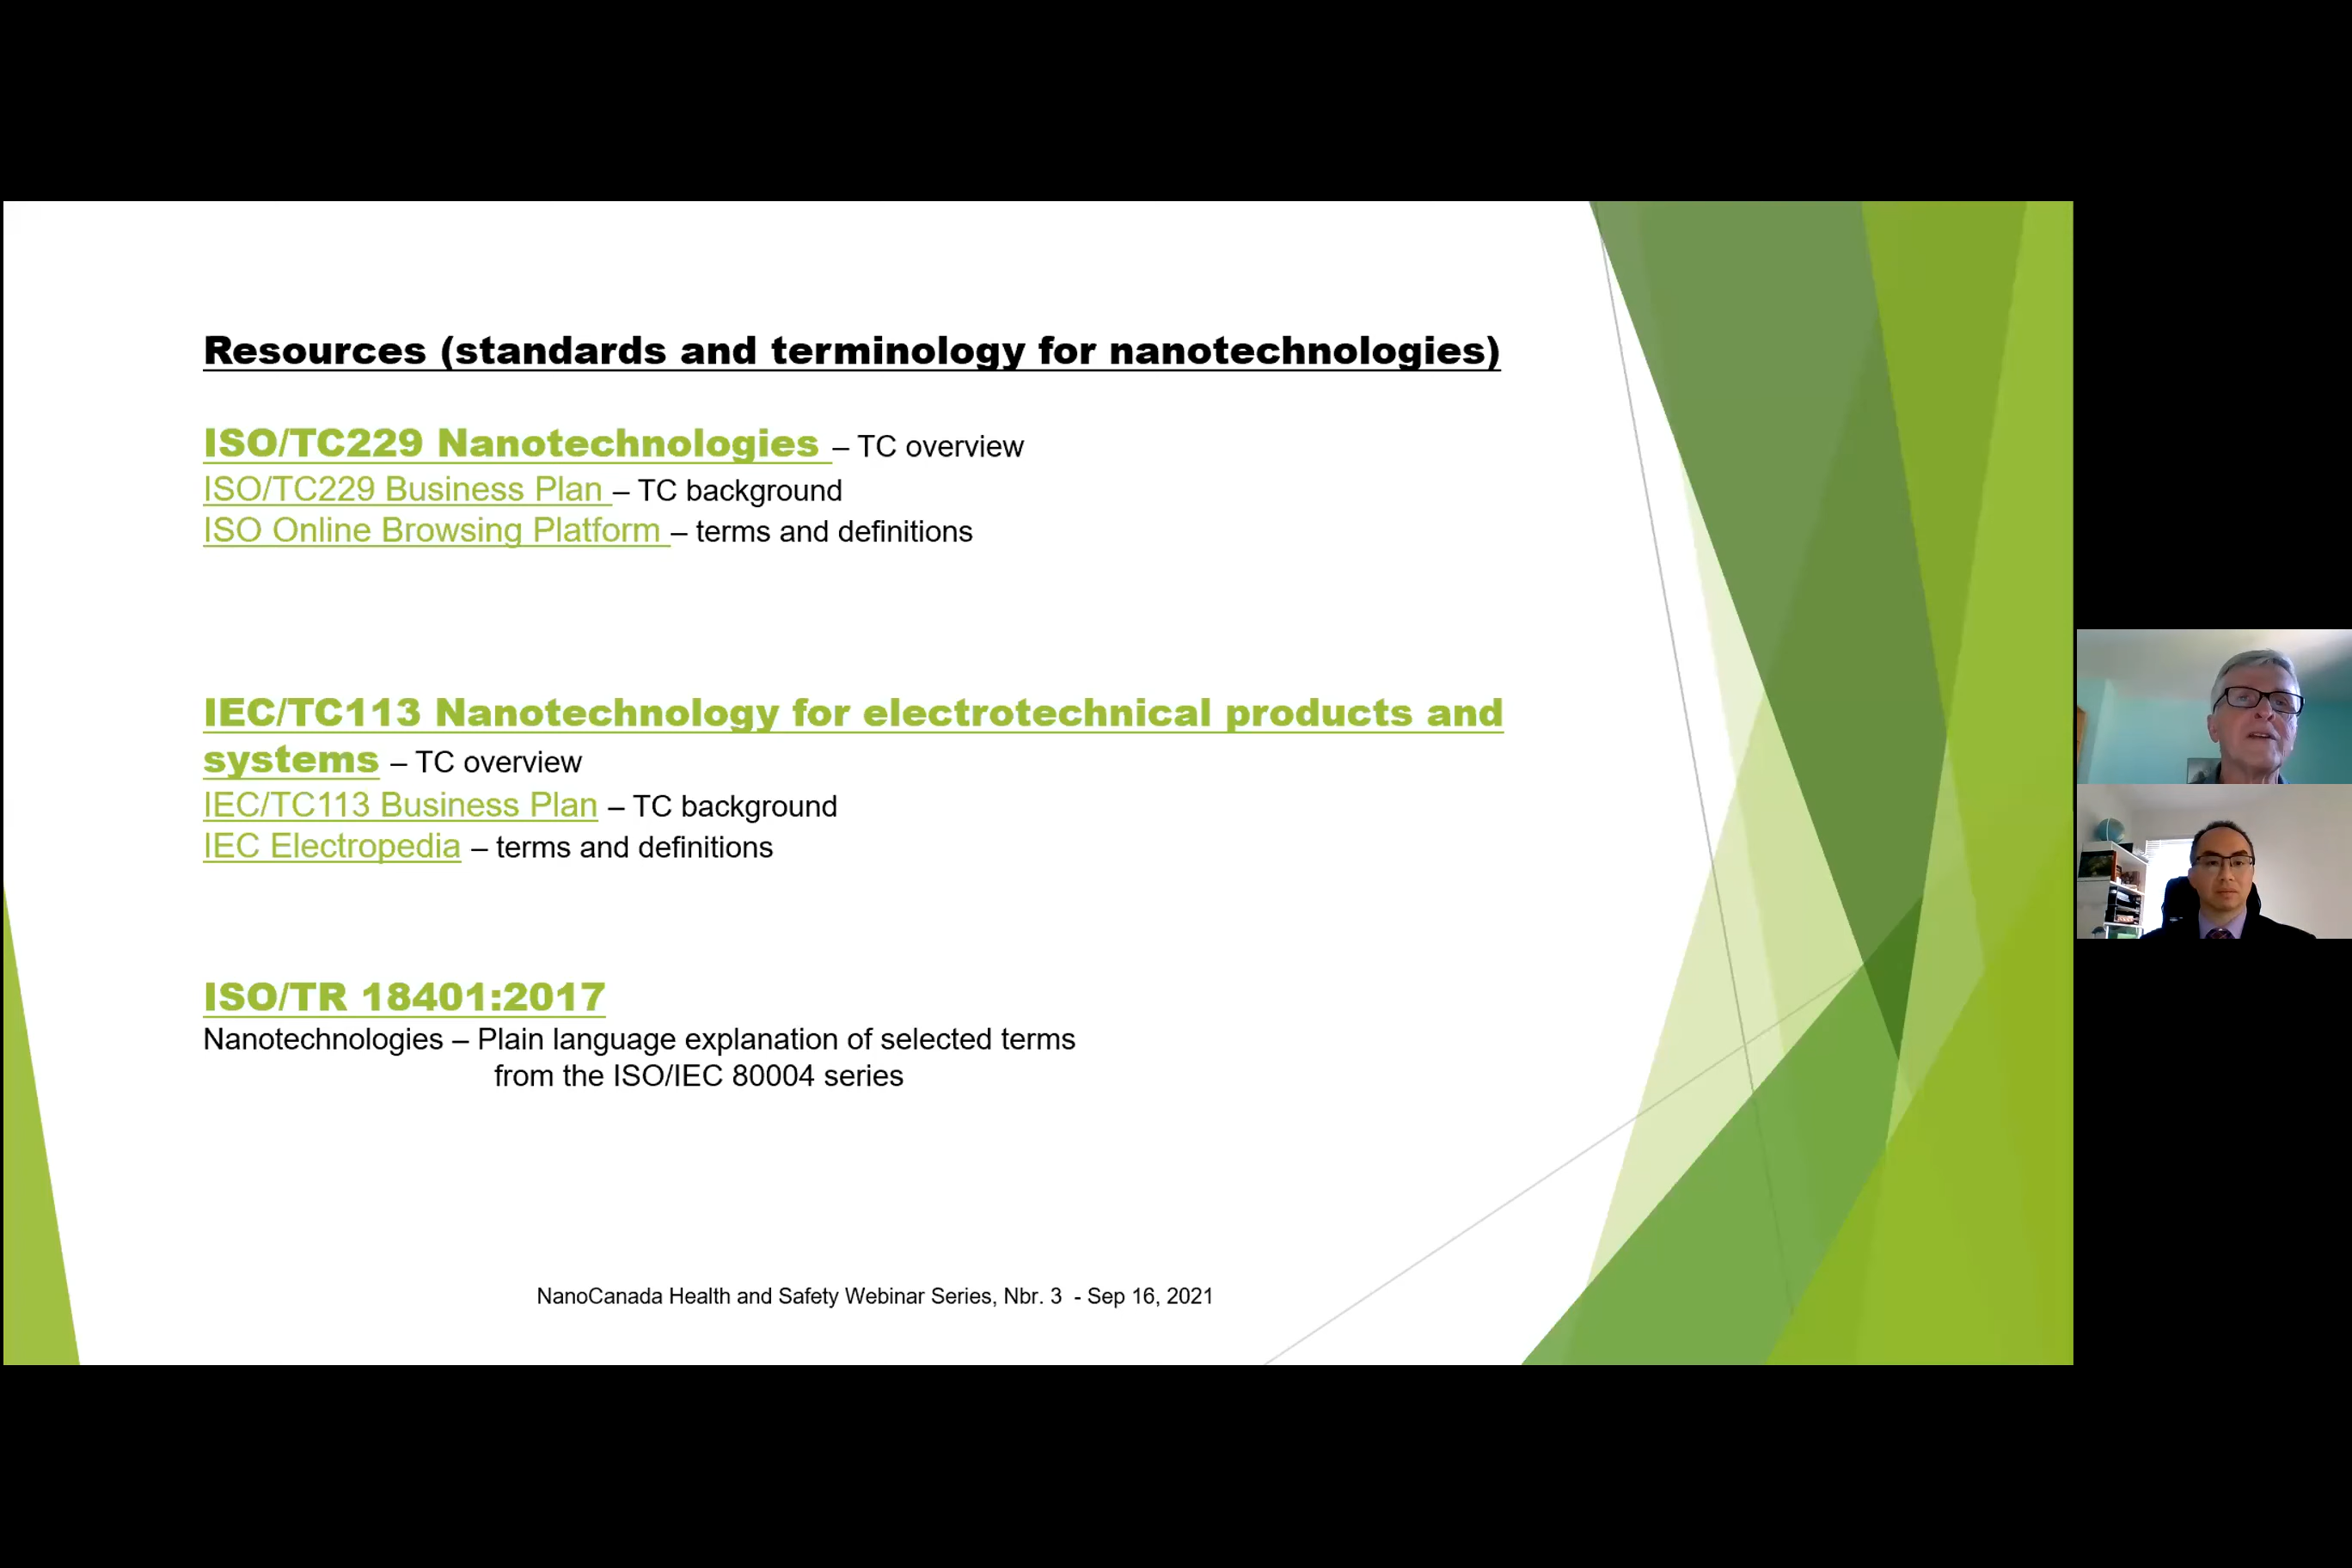 Resources (standards and terminology for nanotechnologies)
ISO/TC229 Nanotechnologies – TC overview
ISO/TC229 Business Plan – TC background
ISO Online Browsing Platform – terms and definitions
IEC/TC113 Nanotechnology for electrotechnical products and
systems – TC overview
IEC/TC113 Business Plan – TC background
IEC Electropedia – terms and definitions
ISO/TR 18401:2017
Nanotechnologies – Plain language explanation of selected terms
from the ISO/IEC 80004 series
NanoCanada Health and Safety Webinar Series, Nbr. 3 - Sep 16, 2021